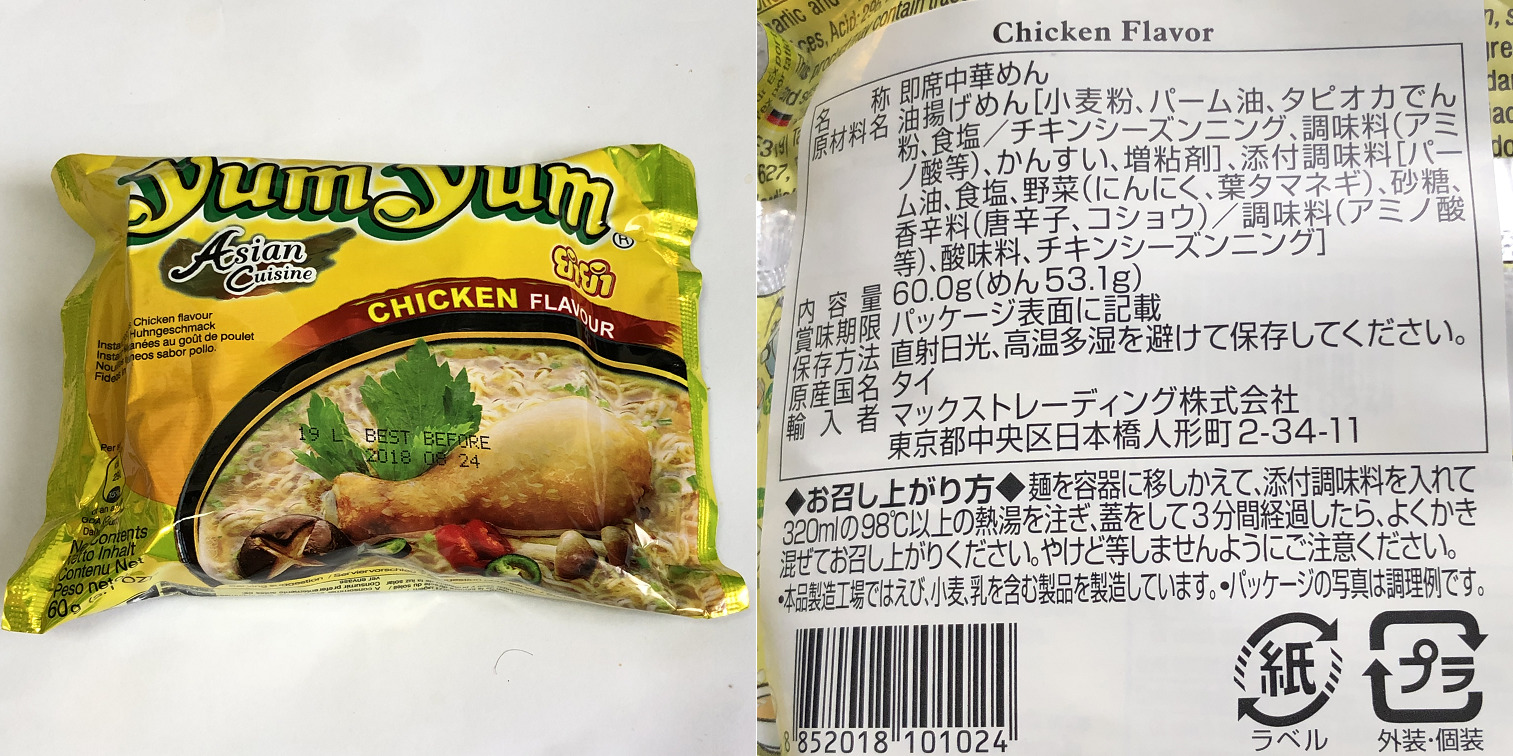 yum yum
®
Asian
Cuisine
ยำยำ
CHICKEN FLAVOUR
Chicken flavour
Huhngeschmack
anées au goût de poulet
neos sabor pollo.
19 L BEST BEFORE
2018 08 24
Contents
Inhalt
Contenu Net
Peso net
60g
Chicken Flavor
名称 即席中華めん
原材料名 油揚げめん[小麦粉、パーム油、タピオカでん
粉、食塩／チキンシーズンニング、調味料(アミ
ノ酸等)、かんすい、増粘剤]、添付調味料[パー
ム油、食塩、野菜(にんにく、葉タマネギ)、砂糖、
香辛料(唐辛子、コショウ)／調味料(アミノ酸
等)、酸味料、チキンシーズンニング]
内容量 60.0g(めん53.1g)
賞味期限 パッケージ表面に記載
保存方法 直射日光、高温多湿を避けて保存してください。
原産国名 タイ
輸入者 マックストレーディング株式会社
東京都中央区日本橋人形町2-34-11
◆お召し上がり方◆麺を容器に移しかえて、添付調味料を入れて
320mlの98℃以上の熱湯を注ぎ、蓋をして3分間経過したら、よくかき
混ぜてお召し上がりください。やけど等しませんようにご注意ください。
•本品製造工場ではえび、小麦、乳を含む製品を製造しています。•パッケージの写真は調理例です。
8 852018 101024
紙
ラベル
プラ
外装・個装